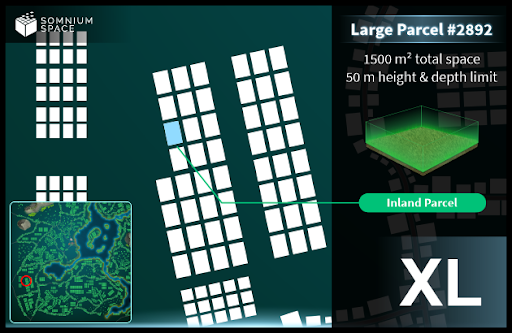 SOMNIUM
SPACE
Large Parcel #2892
1500 m² total space
50 m height & depth limit
Inland Parcel
XL